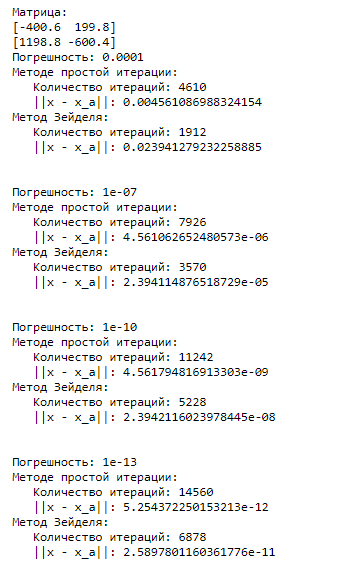 Матрица:
[-400.6  199.8]
[1198.8 -600.4]
Погрешность: 0.0001
Методе простой итерации:
Количество итераций: 4610
||x - x_a||: 0.004561086988324154
Метод Зейделя:
Количество итераций: 1912
||x - x_a||: 0.023941279232258885
Погрешность: 1e-07
Методе простой итерации:
Количество итераций: 7926
||x - x_a||: 4.561062652480573e-06
Метод Зейделя:
Количество итераций: 3570
||x - x_a||: 2.394114876518729e-05
Погрешность: 1e-10
Методе простой итерации:
Количество итераций: 11242
||x - x_a||: 4.561794816913303e-09
Метод Зейделя:
Количество итераций: 5228
||x - x_a||: 2.3942116023978445e-08
Погрешность: 1e-13
Методе простой итерации:
Количество итераций: 14560
||x - x_a||: 5.254372250153213e-12
Метод Зейделя:
Количество итераций: 6878
||x - x_a||: 2.5897801160361776e-11